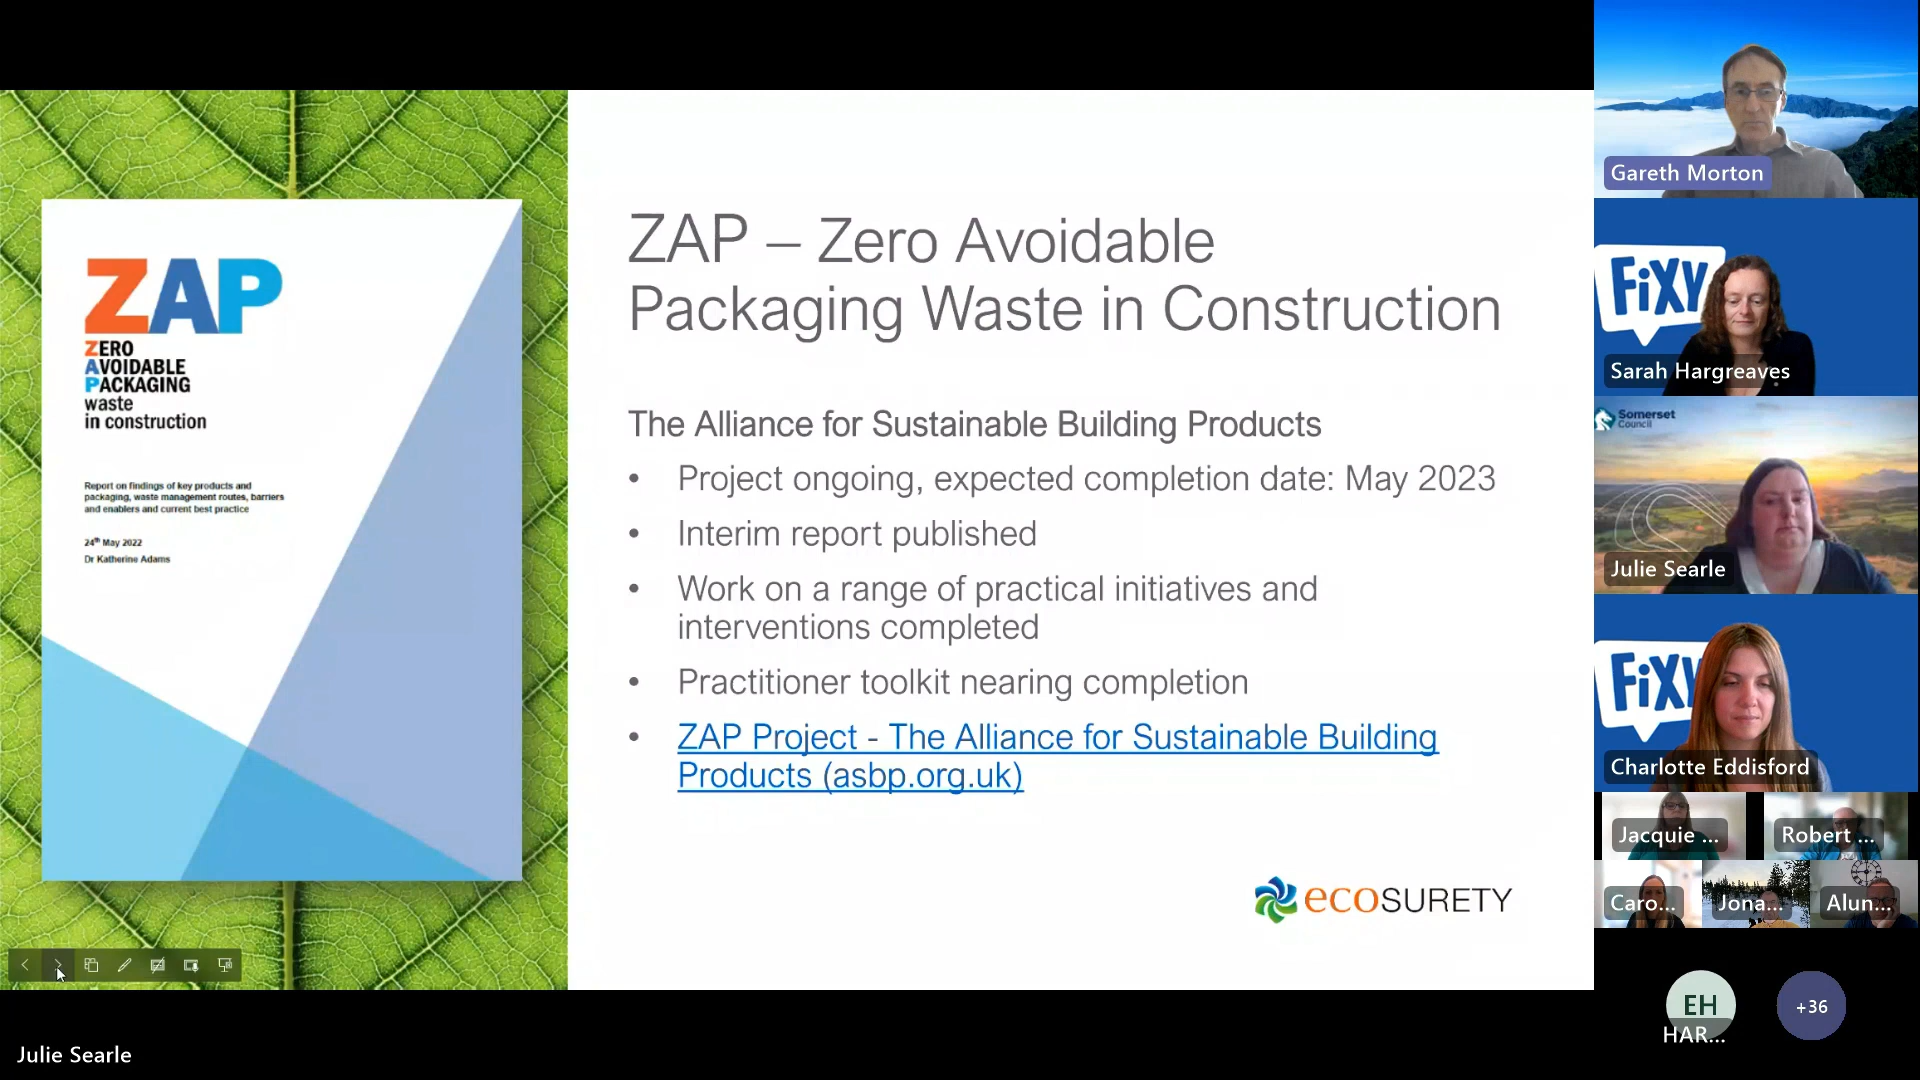 ZAP
ZERO
AVOIDABLE
PACKAGING
waste
in construction
Report on findings of key products and
packaging, waste management routes, barriers
and enablers and current best practice
24th May 2022
Dr Katherine Adams
ZAP – Zero Avoidable
Packaging Waste in Construction
The Alliance for Sustainable Building Products
• Project ongoing, expected completion date: May 2023
• Interim report published
• Work on a range of practical initiatives and
interventions completed
• Practitioner toolkit nearing completion
• ZAP Project - The Alliance for Sustainable Building
Products (asbp.org.uk)
ecosurety
Gareth Morton
FiXY
Sarah Hargreaves
Somerset
Council
Julie Searle
FiXY
Charlotte Eddisford
Jacquie ...
Robert ...
Caro...
Jona...
Alun...
EH
HAR...
+36
Julie Searle